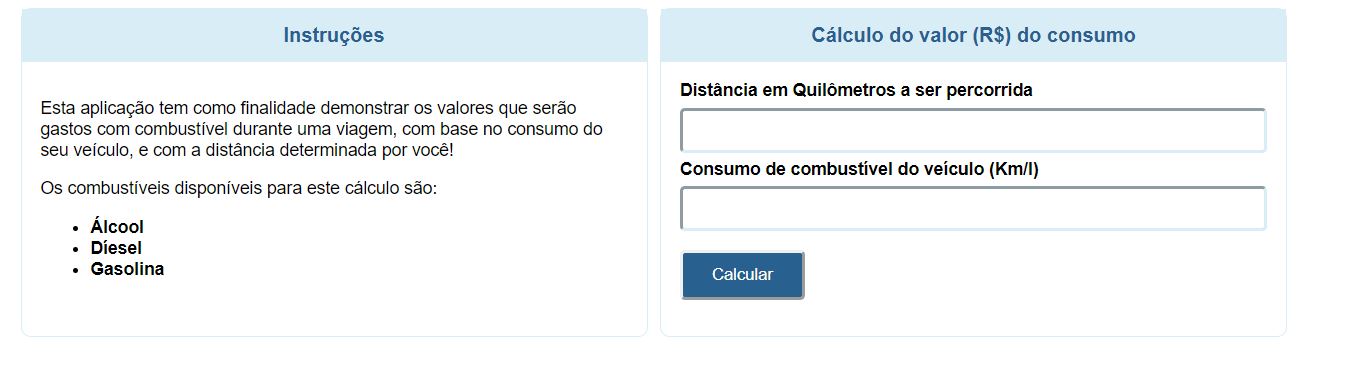 Instruções
Esta aplicação tem como finalidade demonstrar os valores que serão
gastos com combustível durante uma viagem, com base no consumo do
seu veículo, e com a distância determinada por você!
Os combustíveis disponíveis para este cálculo são:
Álcool
Díesel
Gasolina
Cálculo do valor (R$) do consumo
Distância em Quilômetros a ser percorrida
Consumo de combustível do veículo (Km/l)
Calcular